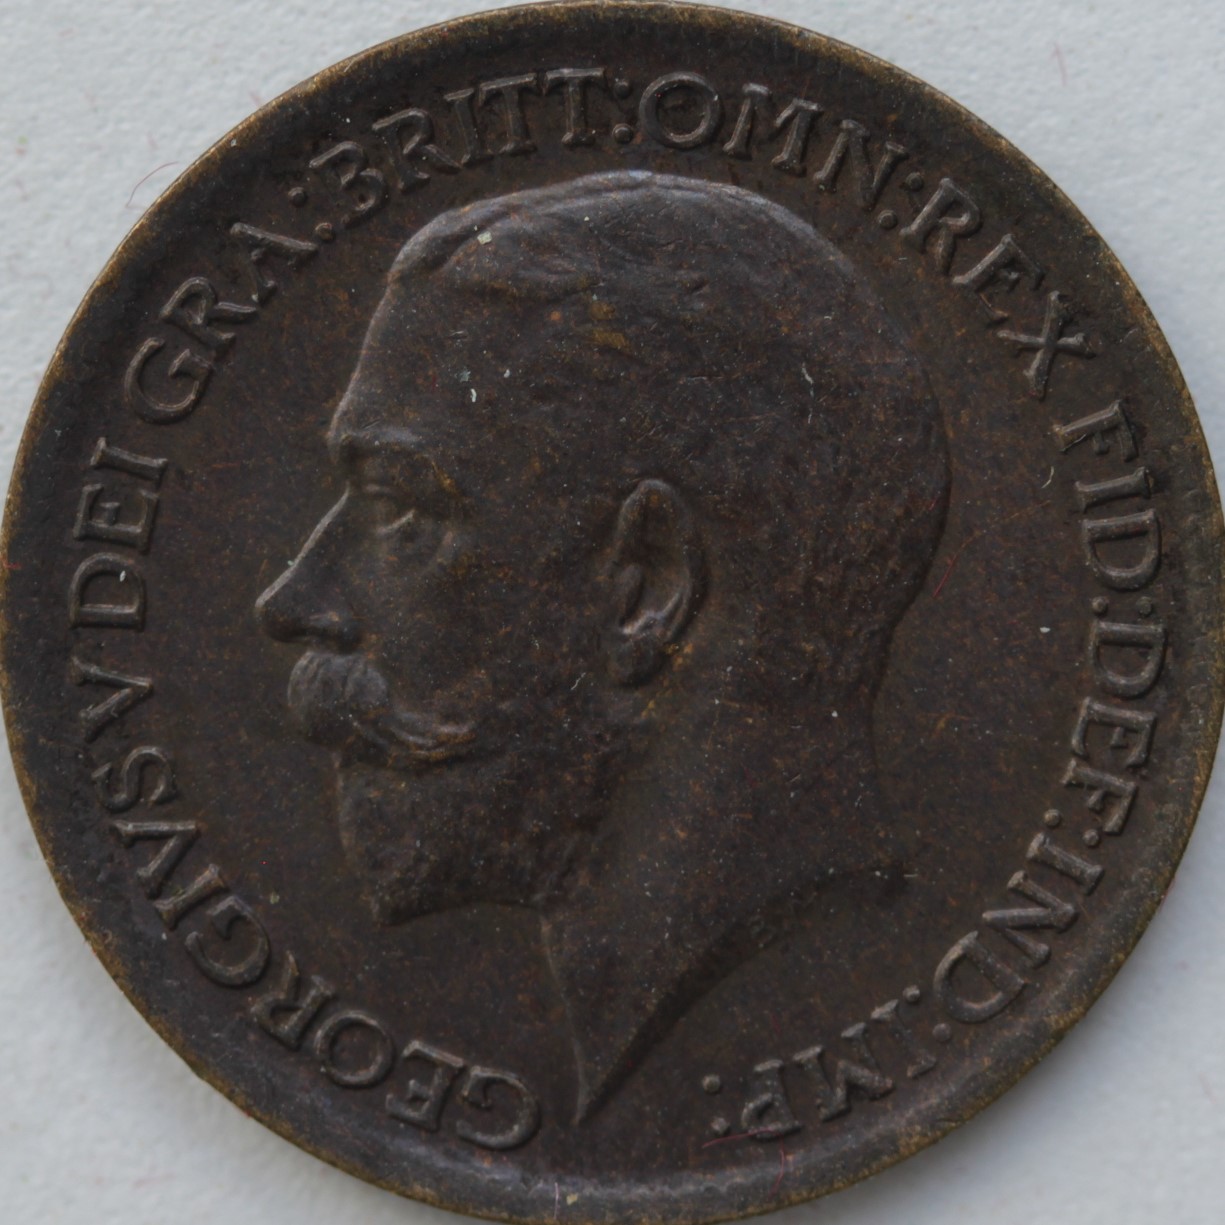 GEORGIVS V DEI GRA: BRITT: OMN: REX FID: DEF: IND: IMP: